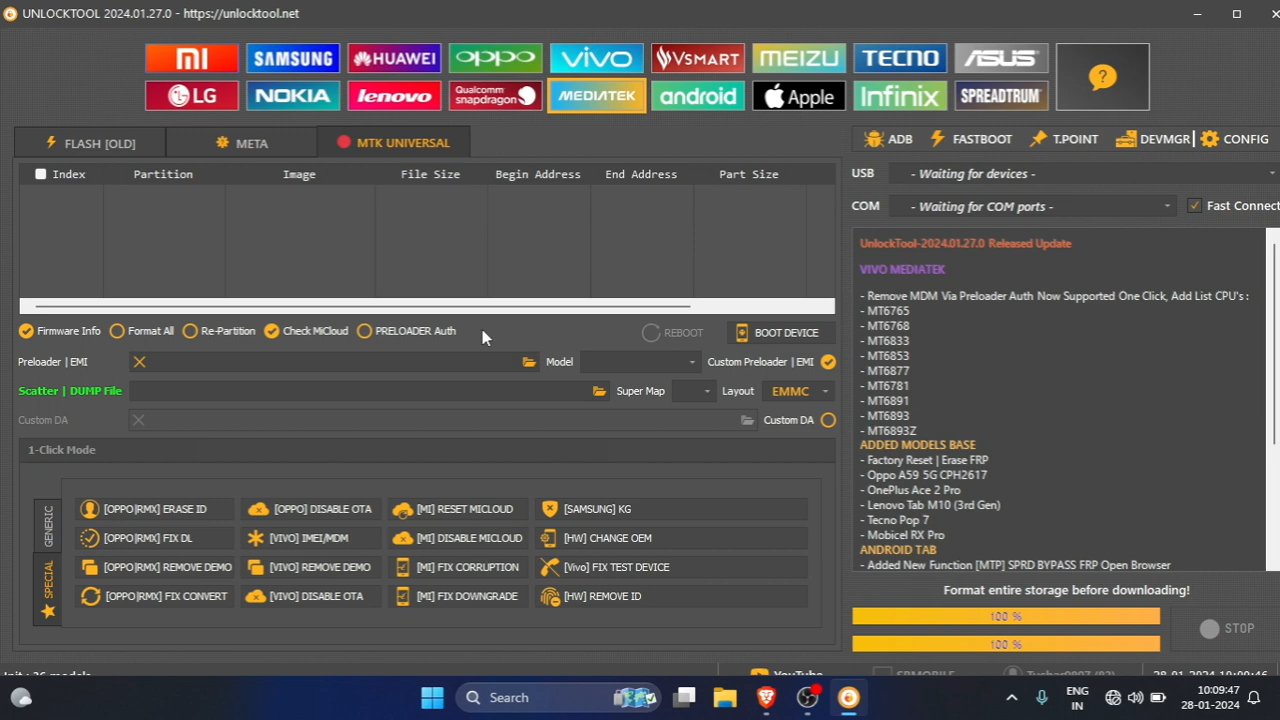 UNLOCKTOOL 2024.01.27.0 - https://unlocktool.net
mi SAMSUNG HUAWEI oppo vivo VSMART MEIZU TECNO ASUS
LG NOKIA lenovo Qualcomm snapdragon MEDIATEK android Apple Infinix SPREADTRUM ?
FLASH [OLD] META MTK UNIVERSAL
ADB FASTBOOT T.POINT DEVMGR CONFIG
Index Partition Image File Size Begin Address End Address Part Size
USB - Waiting for devices -
COM - Waiting for COM ports - Fast Connect
UnlockTool-2024.01.27.0 Released Update
VIVO MEDIATEK
- Remove MDM Via Preloader Auth Now Supported One Click, Add List CPU's :
- MT6765
- MT6768
- MT6833
- MT6853
- MT6877
- MT6781
- MT6891
- MT6893
- MT6893Z
ADDED MODELS BASE
- Factory Reset | Erase FRP
- Oppo A59 5G CPH2617
- OnePlus Ace 2 Pro
- Lenovo Tab M10 (3rd Gen)
- Tecno Pop 7
- Mobicel RX Pro
ANDROID TAB
- Added New Function [MTP] SPRD BYPASS FRP Open Browser
Firmware Info Format All Re-Partition Check MiCloud PRELOADER Auth REBOOT BOOT DEVICE
Preloader | EMI Model Custom Preloader | EMI
Scatter | DUMP File Super Map Layout EMMC
Custom DA Custom DA
1-Click Mode
GENERIC
SPECIAL
[OPPO|RMX] ERASE ID [OPPO] DISABLE OTA [MI] RESET MICLOUD [SAMSUNG] KG
[OPPO|RMX] FIX DL [VIVO] IMEI/MDM [MI] DISABLE MICLOUD [HW] CHANGE OEM
[OPPO|RMX] REMOVE DEMO [VIVO] REMOVE DEMO [MI] FIX CORRUPTION [Vivo] FIX TEST DEVICE
[OPPO|RMX] FIX CONVERT [VIVO] DISABLE OTA [MI] FIX DOWNGRADE [HW] REMOVE ID
Format entire storage before downloading!
100 %
100 %
STOP
YouTube
Search
ENG
IN
10:09:47
28-01-2024